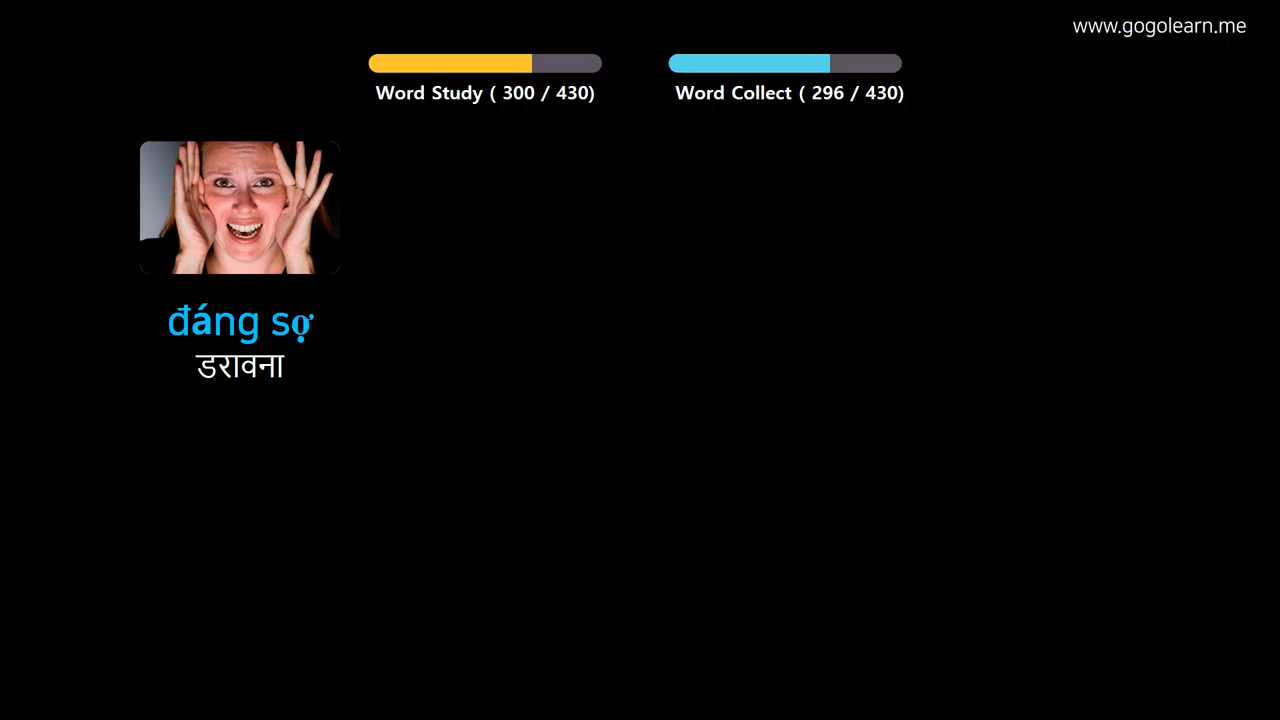 www.gogolearn.me
Word Study ( 300 / 430)
Word Collect ( 296 / 430)
đáng sợ
डरावना